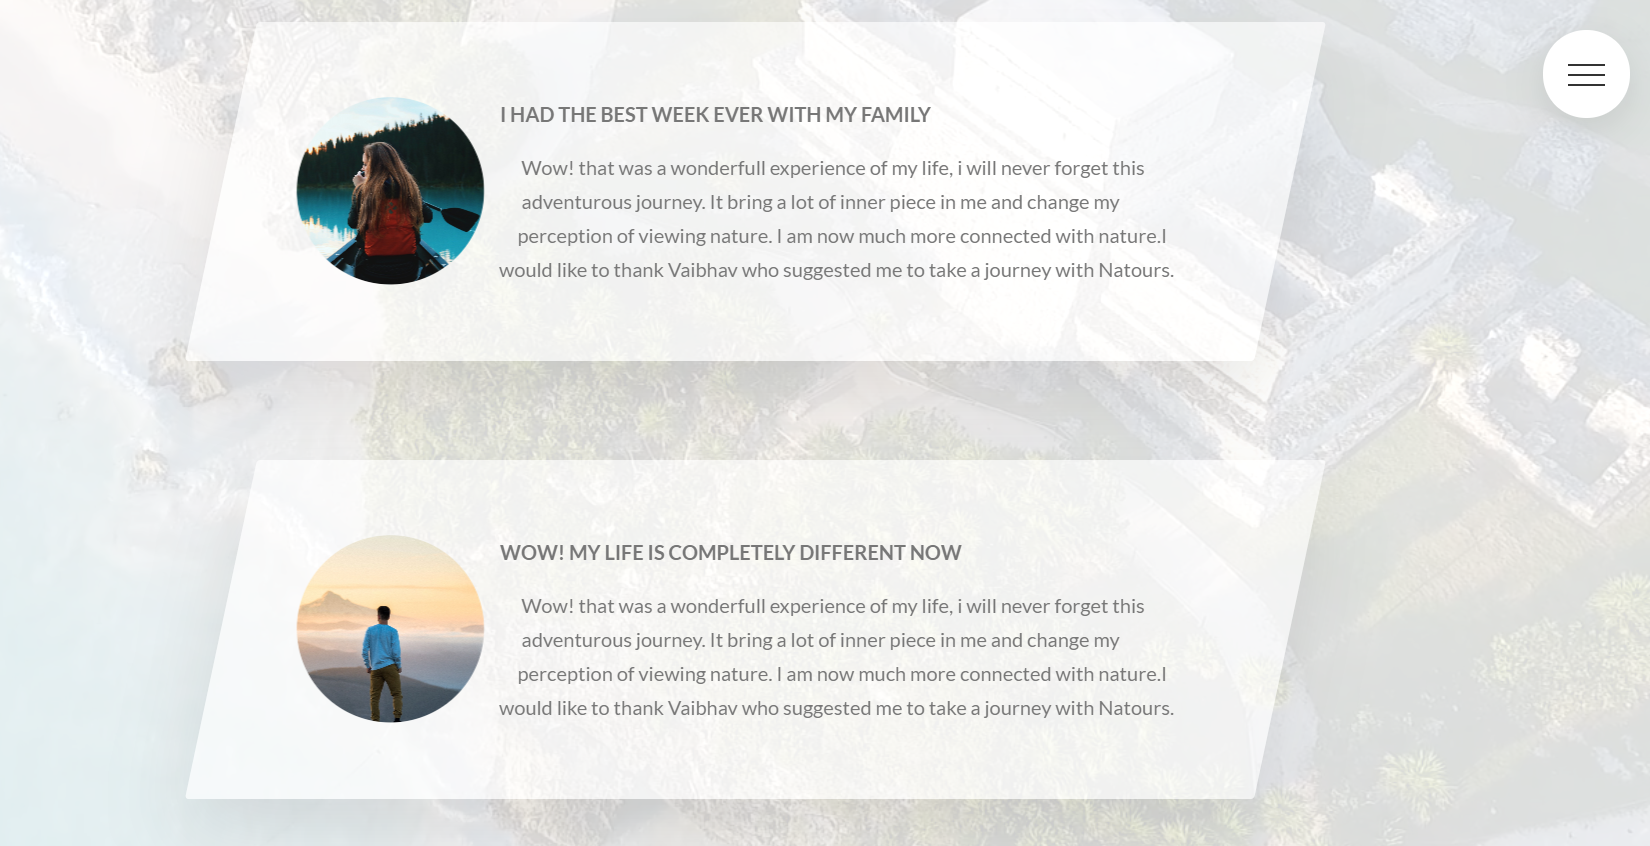 I HAD THE BEST WEEK EVER WITH MY FAMILY
Wow! that was a wonderfull experience of my life, i will never forget this
adventurous journey. It bring a lot of inner piece in me and change my
perception of viewing nature. I am now much more connected with nature.I
would like to thank Vaibhav who suggested me to take a journey with Natours.
WOW! MY LIFE IS COMPLETELY DIFFERENT NOW
Wow! that was a wonderfull experience of my life, i will never forget this
adventurous journey. It bring a lot of inner piece in me and change my
perception of viewing nature. I am now much more connected with nature.I
would like to thank Vaibhav who suggested me to take a journey with Natours.